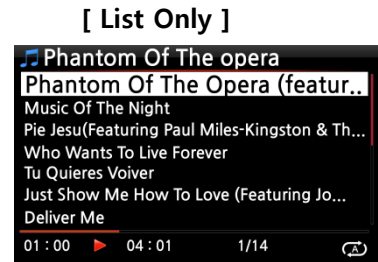 [ List Only ]
Phantom Of The opera
Phantom Of The Opera (featur..
Music Of The Night
Pie Jesu(Featuring Paul Miles-Kingston & Th...
Who Wants To Live Forever
Tu Quieres Voiver
Just Show Me How To Love (Featuring Jo...
Deliver Me
01 : 00 04 : 01 1/14 A